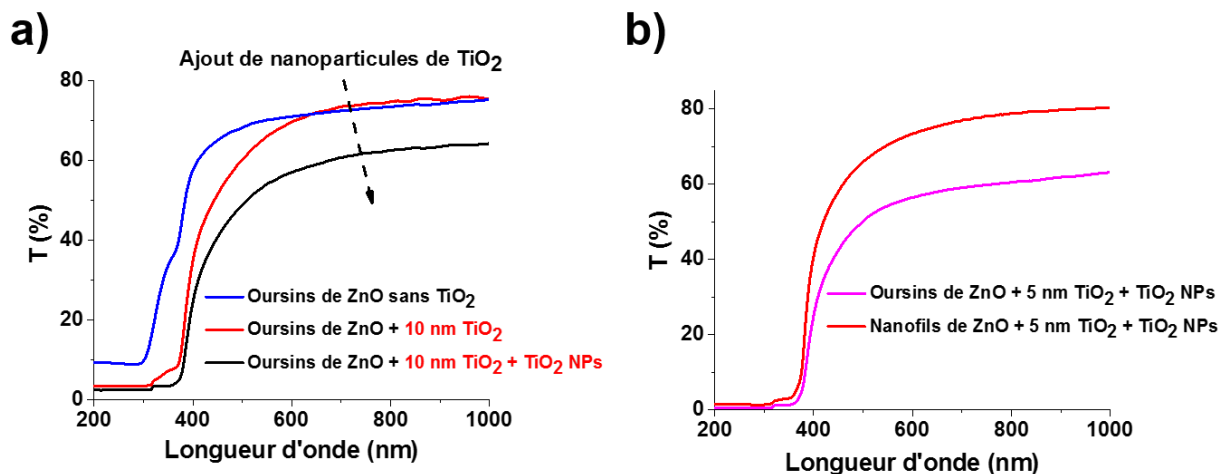 a)
Ajout de nanoparticules de TiO2
80
60
40
20
0
T (%)
Oursins de ZnO sans TiO2
Oursins de ZnO + 10 nm TiO2
Oursins de ZnO + 10 nm TiO2 + TiO2 NPs
200 400 600 800 1000
Longueur d'onde (nm)
b)
80
60
40
20
0
T (%)
Oursins de ZnO + 5 nm TiO2 + TiO2 NPs
Nanofils de ZnO + 5 nm TiO2 + TiO2 NPs
200 400 600 800 1000
Longueur d'onde (nm)